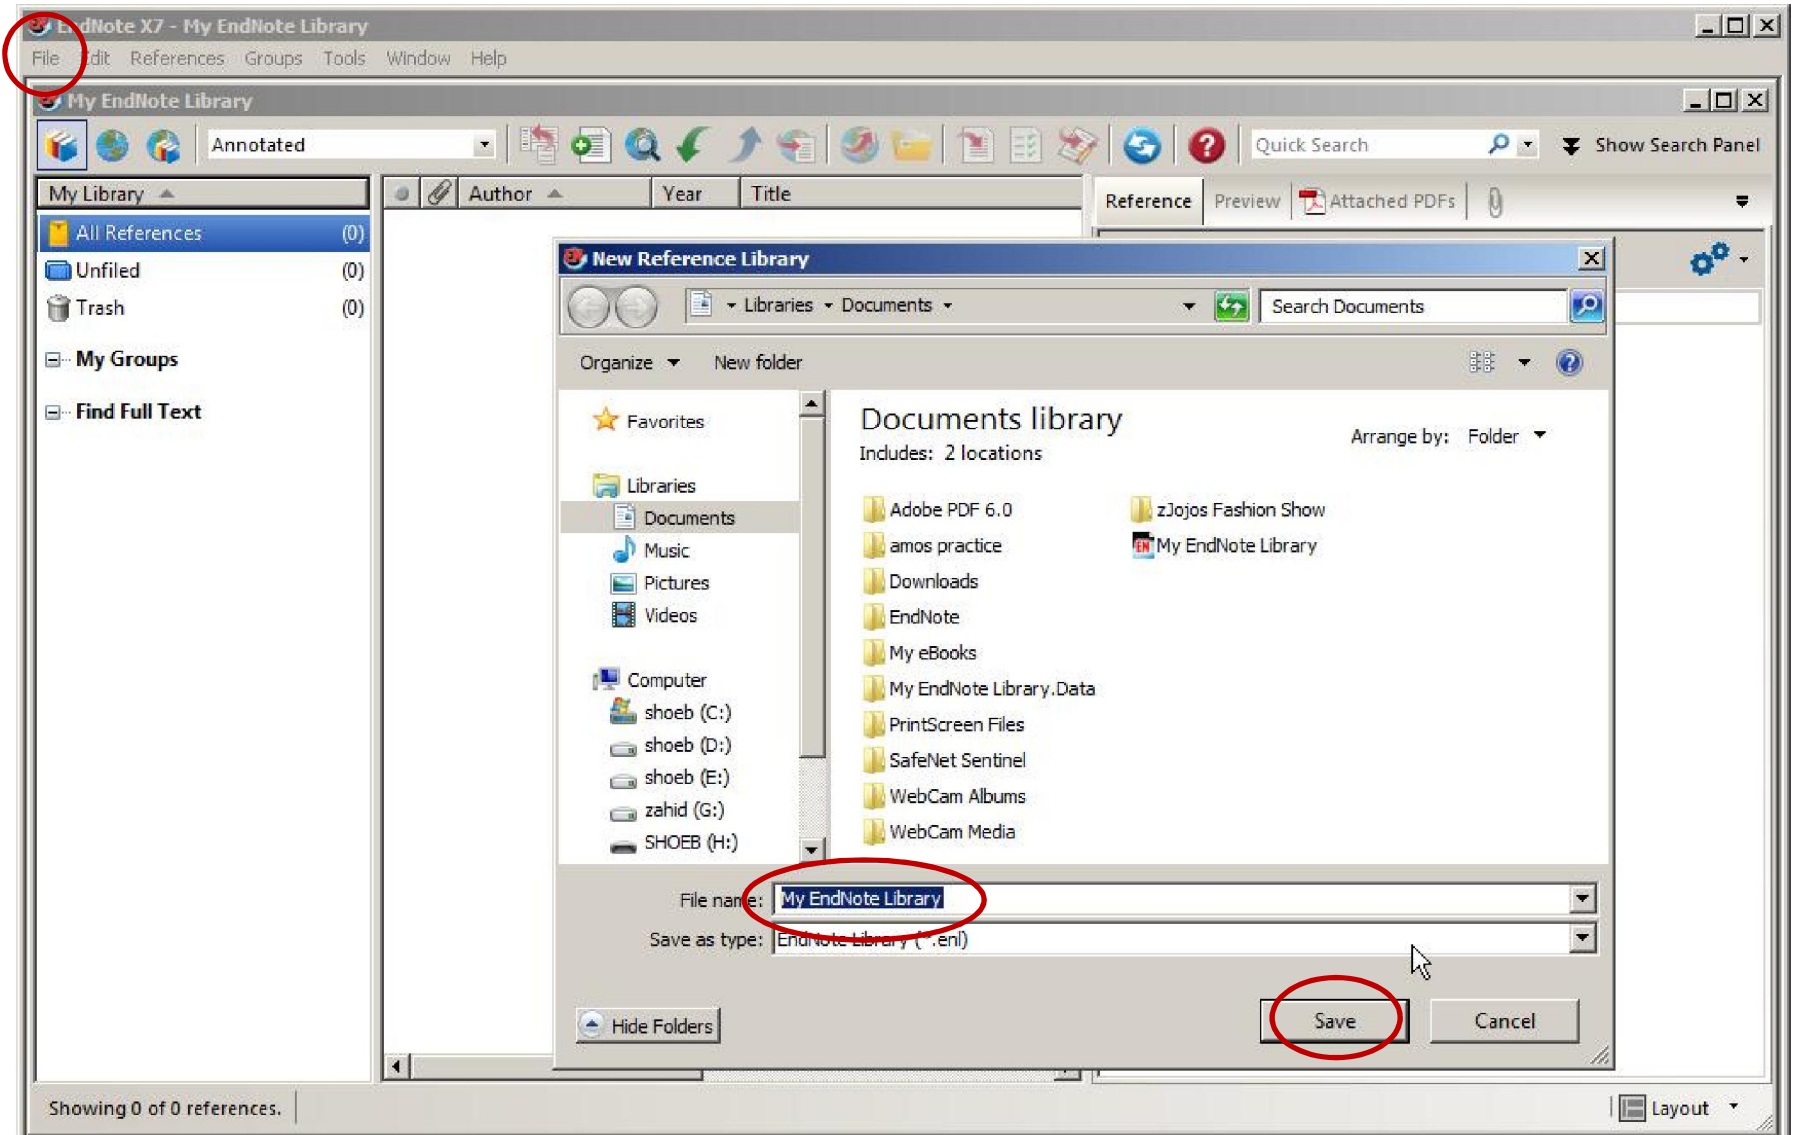 EndNote X7 - My EndNote Library
File Edit References Groups Tools Window Help
My EndNote Library
Annotated
Quick Search
Show Search Panel
My Library
Author Year Title
Reference Preview Attached PDFs
All References (0)
Unfiled (0)
Trash (0)
My Groups
Find Full Text
New Reference Library
Libraries Documents
Search Documents
Organize New folder
Favorites
Libraries
Documents
Music
Pictures
Videos
Computer
shoeb (C:)
shoeb (D:)
shoeb (E:)
zahid (G:)
SHOEB (H:)
Documents library
Includes: 2 locations
Arrange by: Folder
Adobe PDF 6.0
amos practice
Downloads
EndNote
My eBooks
My EndNote Library.Data
PrintScreen Files
SafeNet Sentinel
WebCam Albums
WebCam Media
zJojos Fashion Show
My EndNote Library
File name: My EndNote Library
Save as type: EndNote Library (*.enl)
Hide Folders
Save Cancel
Showing 0 of 0 references.
Layout